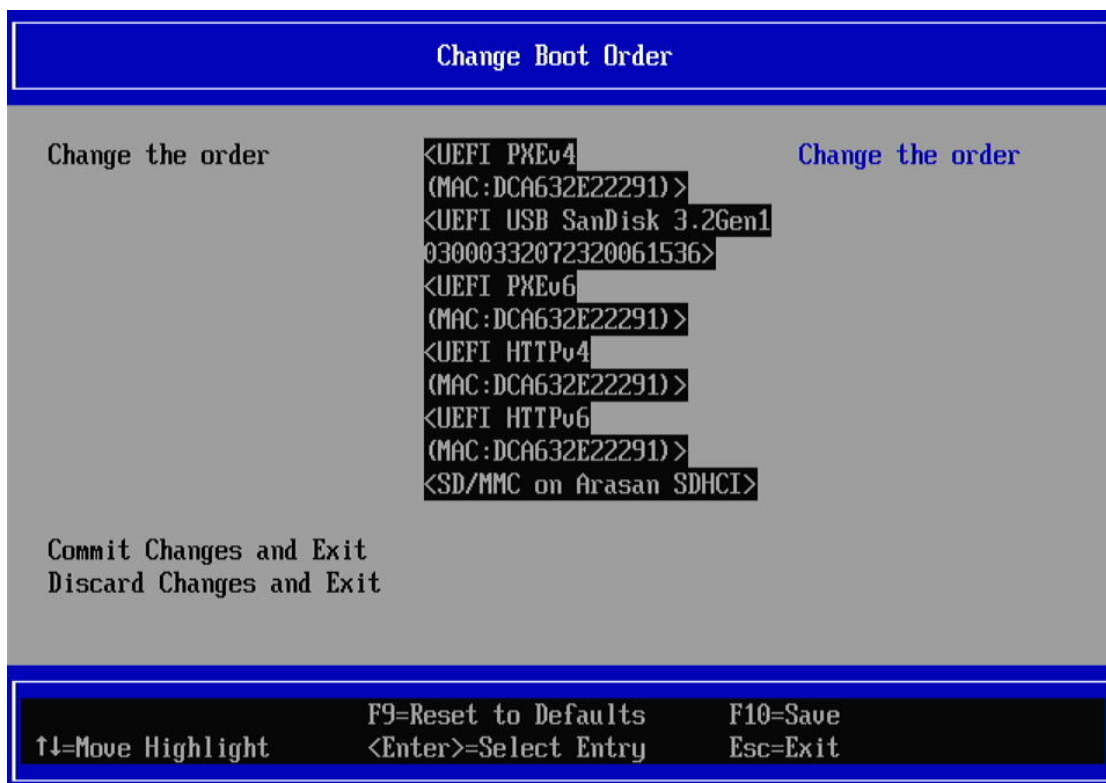 Change Boot Order
Change the order
<UEFI PXEv4
(MAC:DCA632E22291)>
<UEFI USB SanDisk 3.2Gen1
03000332072320061536>
<UEFI PXEv6
(MAC:DCA632E22291)>
<UEFI HTTPv4
(MAC:DCA632E22291)>
<UEFI HTTPv6
(MAC:DCA632E22291)>
<SD/MMC on Arasan SDHCI>
Change the order
Commit Changes and Exit
Discard Changes and Exit
F9=Reset to Defaults F10=Save
↑↓=Move Highlight <Enter>=Select Entry Esc=Exit